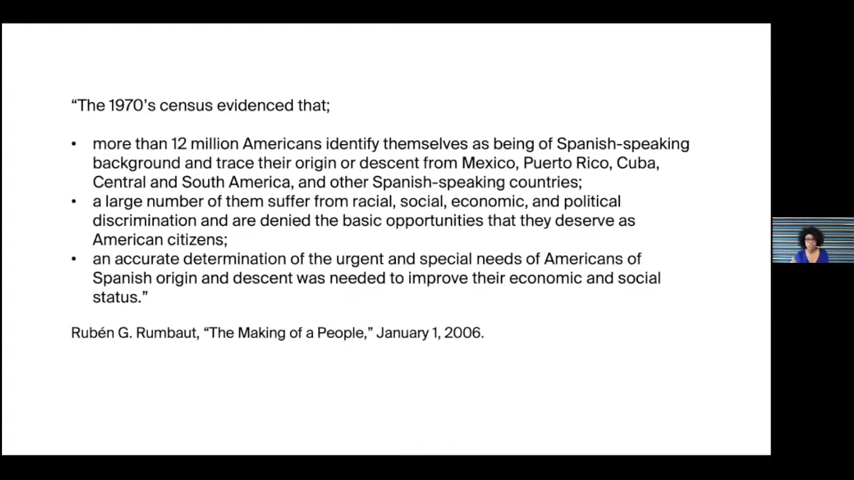 “The 1970’s census evidenced that;
• more than 12 million Americans identify themselves as being of Spanish-speaking
background and trace their origin or descent from Mexico, Puerto Rico, Cuba,
Central and South America, and other Spanish-speaking countries;
• a large number of them suffer from racial, social, economic, and political
discrimination and are denied the basic opportunities that they deserve as
American citizens;
• an accurate determination of the urgent and special needs of Americans of
Spanish origin and descent was needed to improve their economic and social
status.”
Rubén G. Rumbaut, “The Making of a People,” January 1, 2006.